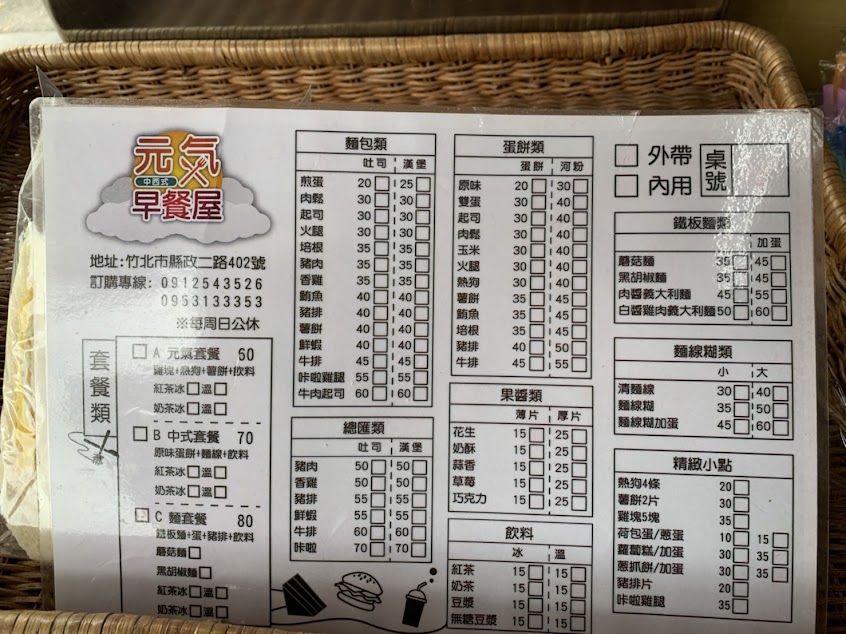 元气
中西式
早餐屋
地址:竹北市縣政二路402號
訂購專線: 0912543526
0953133353
※每周日公休
套餐類
A 元氣套餐 60
雞塊+熱狗+薯餅+飲料
紅茶冰 溫
奶茶冰 溫
B 中式套餐 70
原味蛋餅+麵線+飲料
紅茶冰 溫
奶茶冰 溫
C 麵套餐 80
鐵板麵+蛋+豬排+飲料
蘑菇麵
黑胡椒麵
紅茶冰 溫
奶茶冰 溫
麵包類
吐司 漢堡
煎蛋 20 25
肉鬆 30 30
起司 30 30
火腿 30 30
培根 35 35
豬肉 35 35
香雞 35 35
鮪魚 40 40
豬排 40 40
薯餅 40 40
鮮蝦 40 40
牛排 45 45
咔啦雞腿 55 55
牛肉起司 60 60
總匯類
吐司 漢堡
豬肉 50 50
香雞 50 50
豬排 55 55
鮮蝦 55 55
牛排 60 60
咔啦 70 70
蛋餅類
蛋餅 河粉
原味 20 30
雙蛋 30 40
起司 30 40
肉鬆 30 40
玉米 30 40
火腿 30 40
熱狗 30 40
薯餅 35 45
鮪魚 35 45
培根 35 45
豬排 40 50
牛排 45 55
果醬類
薄片 厚片
花生 15 25
奶酥 15 25
蒜香 15 25
草莓 15 25
巧克力 15 25
飲料
冰 溫
紅茶 15 15
奶茶 15 15
豆漿 15 15
無糖豆漿 15 15
外帶
內用
桌號
鐵板麵類
加蛋
蘑菇麵 35 45
黑胡椒麵 35 45
肉醬義大利麵 45 55
白醬雞肉義大利麵 50 60
麵線糊類
小 大
清麵線 30 40
麵線糊 35 50
麵線糊加蛋 45 60
精緻小點
熱狗4條 20
薯餅2片 30
雞塊5塊 35
荷包蛋/蔥蛋 10 15
蘿蔔糕/加蛋 30 35
蔥抓餅/加蛋 30 35
豬排片 20
咔啦雞腿 35